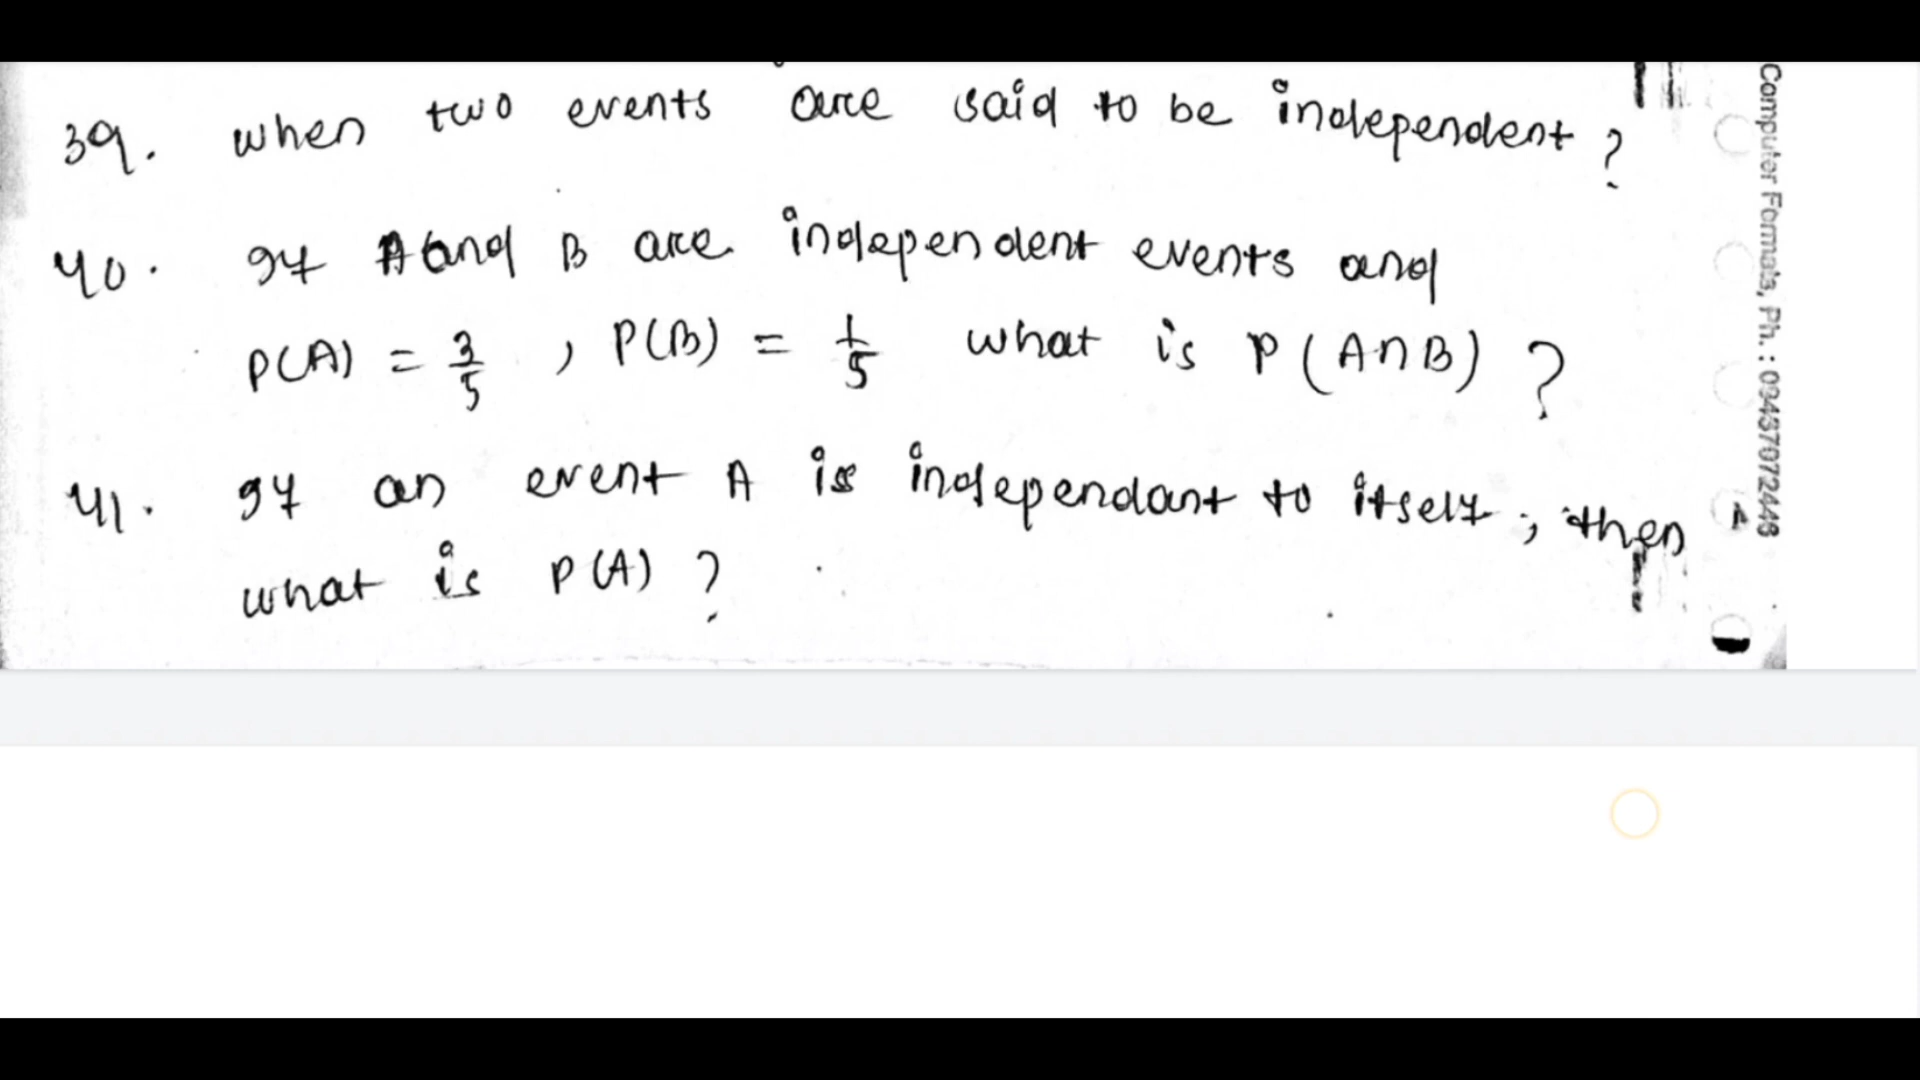 39. when two events are said to be independent?
40. If A and B are independent events and
P(A) = 3/5, P(B) = 1/5 what is P(A∩B)?
41. If an event A is independant to itself, then
what is P(A)?
Computer Formats, Ph. : 09437072448